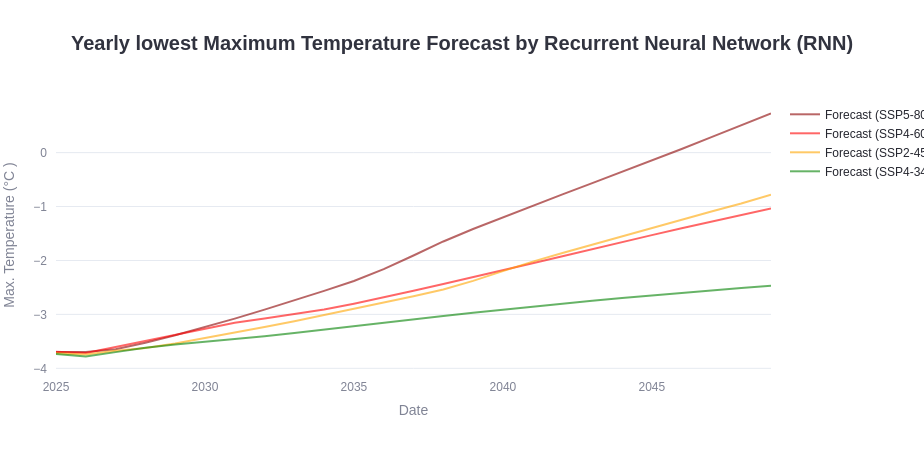 Yearly lowest Maximum Temperature Forecast by Recurrent Neural Network (RNN)
Forecast (SSP5-80
Forecast (SSP4-60
Forecast (SSP2-45
Forecast (SSP4-34
Max. Temperature (°C )
0
−1
−2
−3
−4
2025 2030 2035 2040 2045
Date